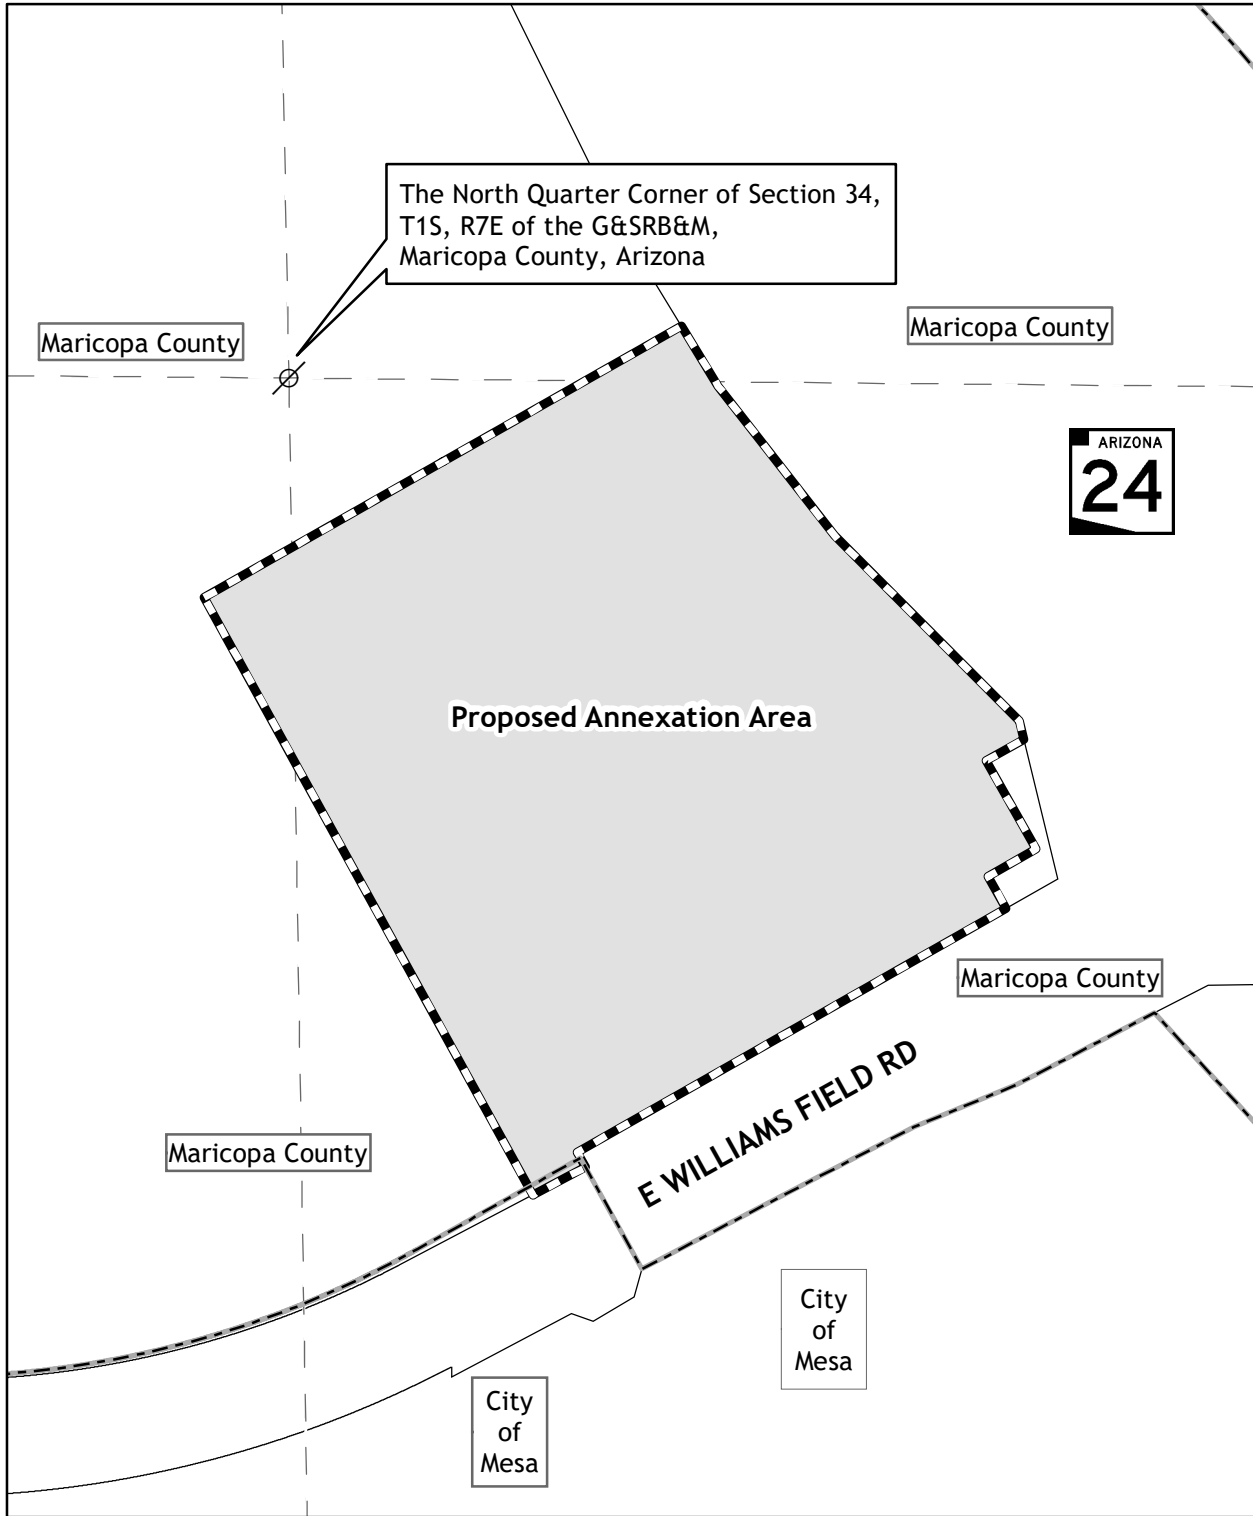 The North Quarter Corner of Section 34,
T1S, R7E of the G&SRB&M,
Maricopa County, Arizona
Maricopa County
Maricopa County
ARIZONA
24
Proposed Annexation Area
Maricopa County
E WILLIAMS FIELD RD
Maricopa County
City
of
Mesa
City
of
Mesa